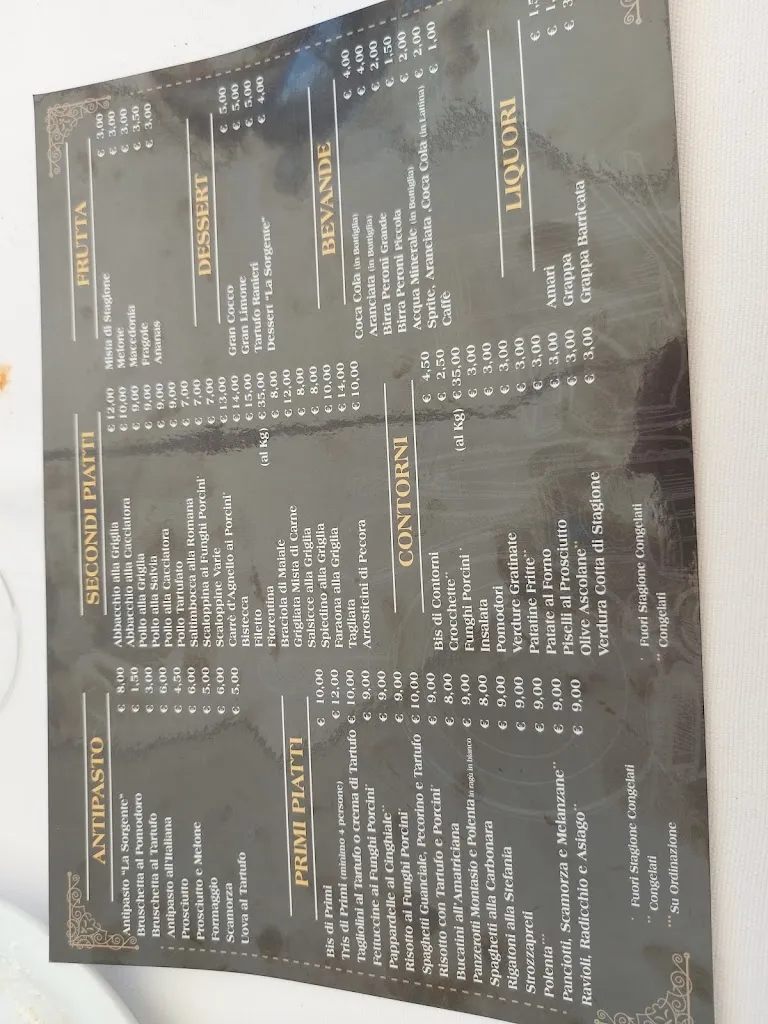 ANTIPASTO
Antipasto "La Sorgente" € 8,00
Bruschetta al Pomodoro € 1,50
Bruschetta al Tartufo € 3,00
Antipasto all'Italiana € 6,00
Prosciutto € 4,50
Prosciutto e Melone € 6,00
Formaggio € 5,00
Scamorza € 6,00
Uova al Tartufo € 5,00
PRIMI PIATTI
Bis di Primi € 10,00
Tris di Primi (minimo 4 persone) € 12,00
Tagliolini al Tartufo o crema di Tartufo € 10,00
Fettuccine ai Funghi Porcini* € 9,00
Pappardelle al Cinghiale** € 9,00
Risotto ai Funghi Porcini* € 9,00
Spaghetti Guanciale, Pecorino e Tartufo € 10,00
Risotto con Tartufo e Porcini* € 9,00
Bucatini all'Amatriciana € 8,00
Panzerotti Montasio e Polenta in ragù in bianco € 9,00
Spaghetti alla Carbonara € 8,00
Rigatoni alla Stefania € 9,00
Strozzapreti € 9,00
Polenta*** € 9,00
Panciotti, Scamorza e Melanzane** € 9,00
Ravioli, Radicchio e Asiago** € 9,00
* Fuori Stagione Congelati
** Congelati
*** Su Ordinazione
SECONDI PIATTI
Abbacchio alla Griglia € 12,00
Abbacchio alla Cacciatora € 10,00
Pollo alla Griglia € 9,00
Pollo alla Salvia € 9,00
Pollo alla Cacciatora € 9,00
Pollo Tartufato € 9,00
Saltimbocca alla Romana € 7,00
Scaloppina ai Funghi Porcini* € 7,00
Scaloppine Varie € 7,00
Carrè d'Agnello ai Porcini* € 13,00
Bistecca € 14,00
Filetto € 15,00
Fiorentina (al Kg) € 35,00
Braciola di Maiale € 8,00
Grigliata Mista di Carne € 12,00
Salsicce alla Griglia € 8,00
Spiedino alla Griglia € 8,00
Faraona alla Griglia € 10,00
Tagliata € 14,00
Arrosticini di Pecora € 10,00
CONTORNI
Bis di Contorni € 4,50
Crocchette** € 2,50
Funghi Porcini* (al Kg) € 35,00
Insalata € 3,00
Pomodori € 3,00
Verdure Gratinate € 3,00
Patatine Fritte** € 3,00
Patate al Forno € 3,00
Piselli al Prosciutto € 3,00
Olive Ascolane** € 3,00
Verdura Cotta di Stagione € 3,00
* Fuori Stagione Congelati
** Congelati
FRUTTA
Mista di Stagione € 3,00
Melone € 3,00
Macedonia € 3,00
Fragole € 3,50
Ananas € 3,00
DESSERT
Gran Cocco € 5,00
Gran Limone € 5,00
Tartufo Ranieri € 5,00
Dessert "La Sorgente" € 4,00
BEVANDE
Coca Cola (in Bottiglia) € 4,00
Aranciata (in Bottiglia) € 4,00
Birra Peroni Grande € 2,00
Birra Peroni Piccola € 1,50
Acqua Minerale (in Bottiglia) € 2,00
Sprite, Aranciata ,Coca Cola (in Lattina) € 2,00
Caffè € 1,00
LIQUORI
Amari € 1,5
Grappa € 1,
Grappa Barricata € 3